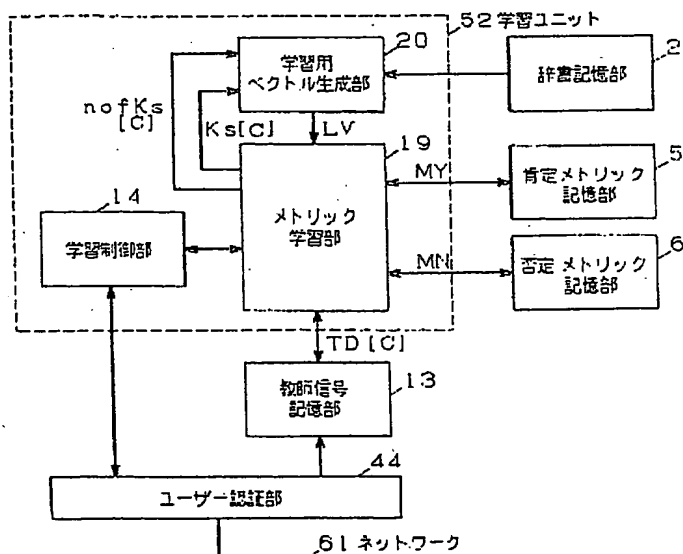 20
52 学習ユニット
学習用
ベクトル生成部
2
辞書記憶部
nofKs
[C]
Ks[C]
LV
19
MY
5
肯定メトリック
記憶部
14
メトリック
学習部
学習制御部
MN
6
否定メトリック
記憶部
TD[C]
13
教師信号
記憶部
44
ユーザー認証部
61 ネットワーク